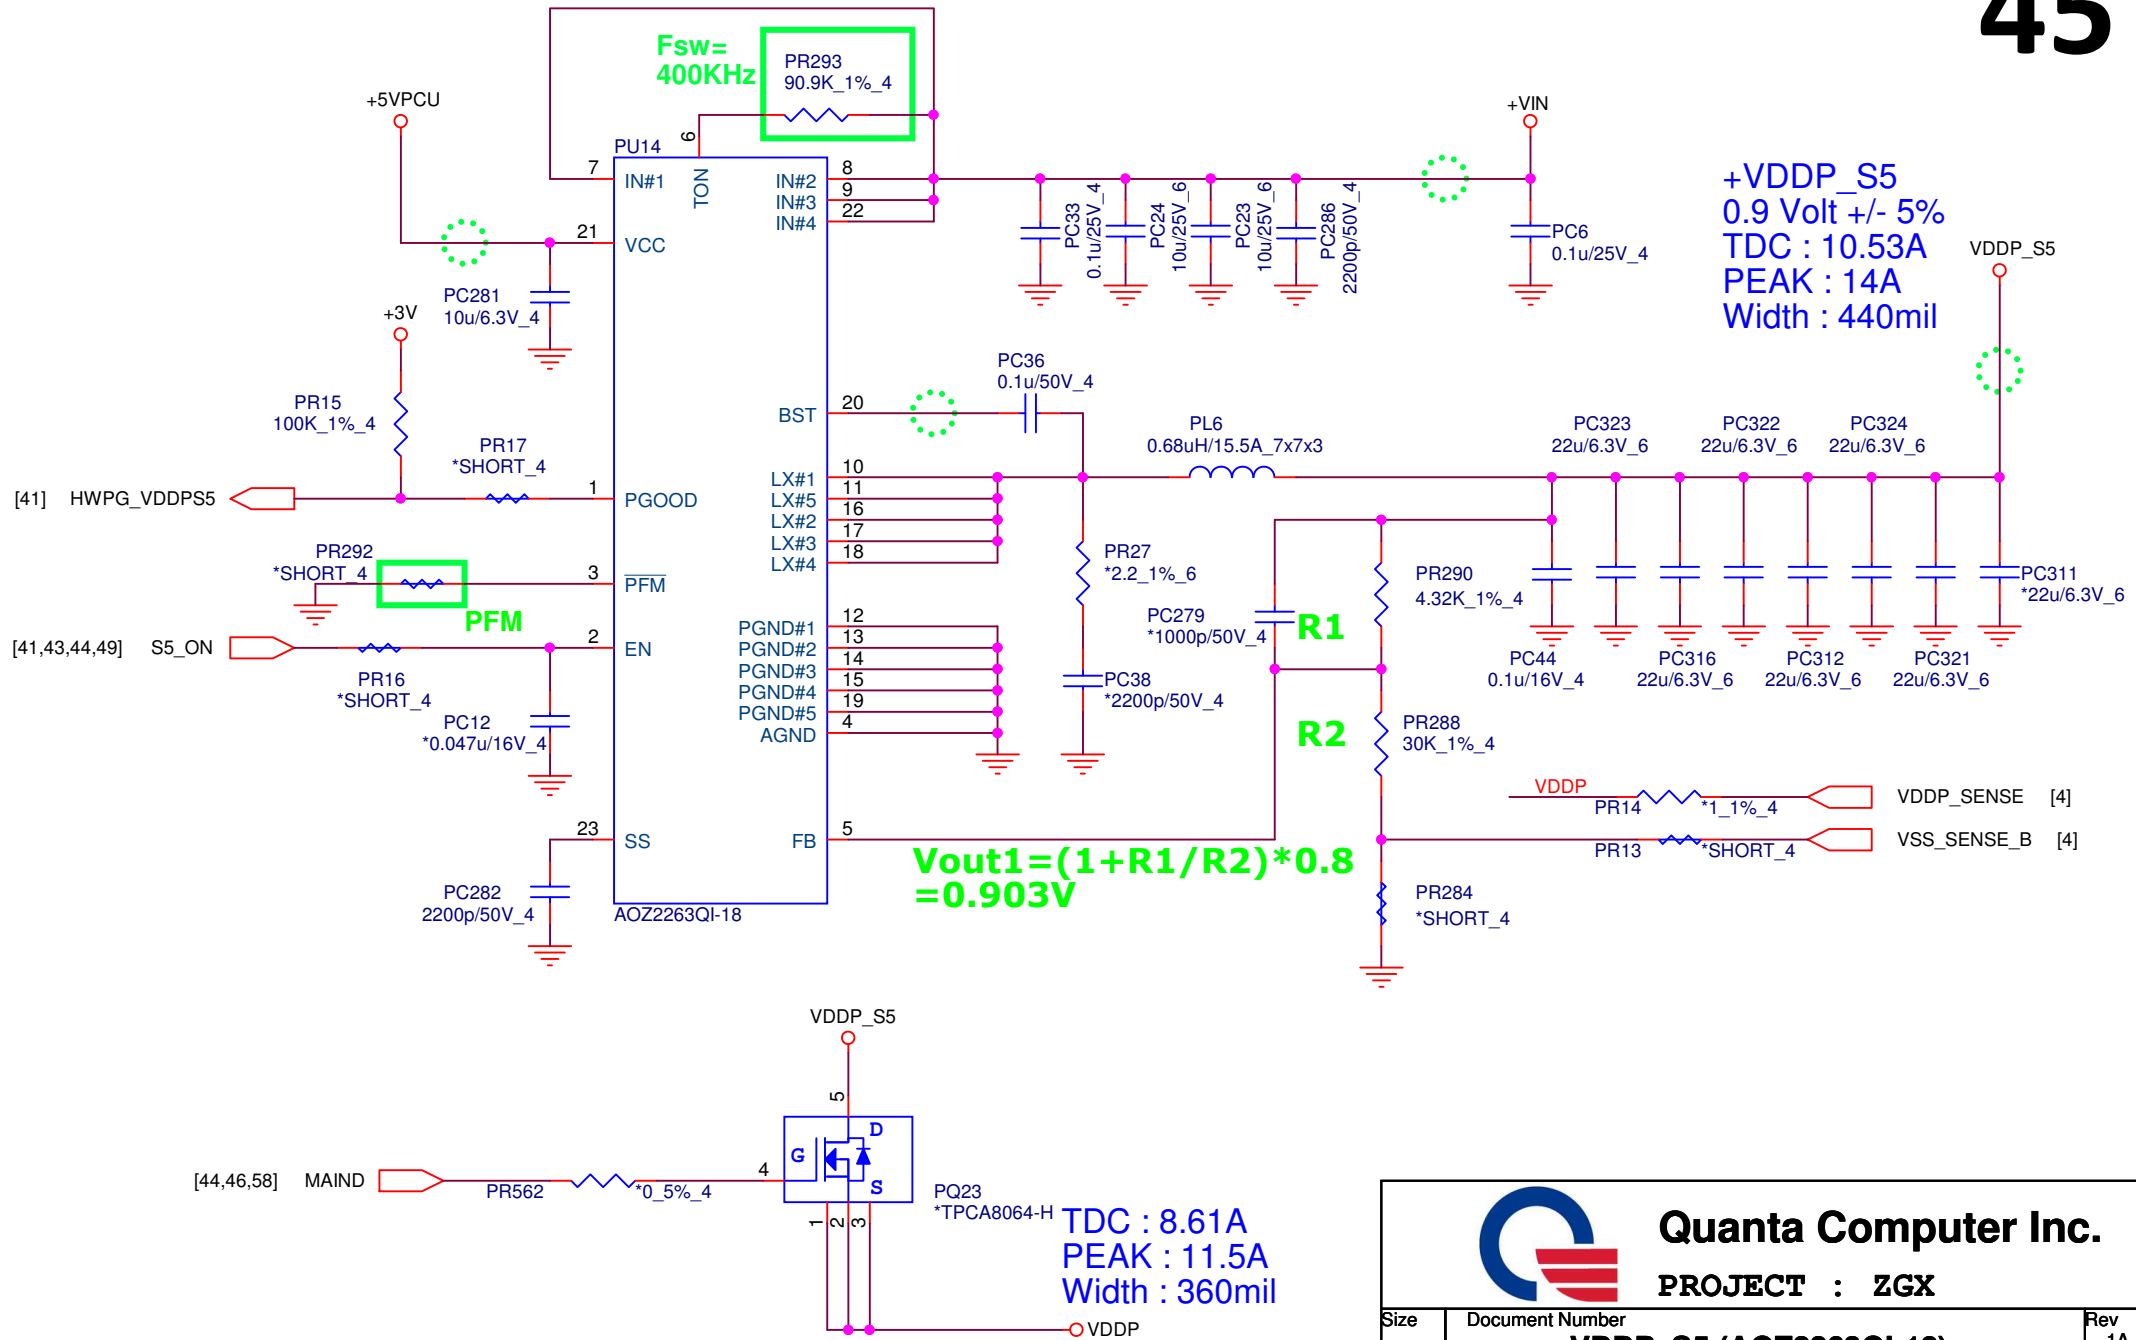 45
Fsw=
400KHz
PR293
90.9K_1%_4
+5VPCU
+VIN
PU14
6
7
IN#1
TON
IN#2
8
IN#3
9
IN#4
22
21
VCC
PC33
0.1u/25V_4
PC24
10u/25V_6
PC23
10u/25V_6
PC286
2200p/50V_4
PC6
0.1u/25V_4
+VDDP_S5
0.9 Volt +/- 5%
TDC : 10.53A
PEAK : 14A
Width : 440mil
VDDP_S5
PC281
10u/6.3V_4
+3V
PR15
100K_1%_4
PR17
*SHORT_4
[41] HWPG_VDDPS5
1
PGOOD
BST
20
PC36
0.1u/50V_4
PL6
0.68uH/15.5A_7x7x3
PC323
22u/6.3V_6
PC322
22u/6.3V_6
PC324
22u/6.3V_6
LX#1
10
LX#5
11
LX#2
16
LX#3
17
LX#4
18
PR292
*SHORT_4
3
PFM
PFM
PR27
*2.2_1%_6
PC279
*1000p/50V_4
R1
PR290
4.32K_1%_4
PC311
*22u/6.3V_6
[41,43,44,49] S5_ON
2
EN
PR16
*SHORT_4
PC12
*0.047u/16V_4
PGND#1
12
PGND#2
13
PGND#3
14
PGND#4
15
PGND#5
19
AGND
4
PC38
*2200p/50V_4
PC44
0.1u/16V_4
PC316
22u/6.3V_6
PC312
22u/6.3V_6
PC321
22u/6.3V_6
R2
PR288
30K_1%_4
VDDP
PR14
*1_1%_4
VDDP_SENSE [4]
PR13
*SHORT_4
VSS_SENSE_B [4]
23
SS
FB
5
Vout1=(1+R1/R2)*0.8
=0.903V
PC282
2200p/50V_4
AOZ2263QI-18
PR284
*SHORT_4
VDDP_S5
5
D
G
S
4
[44,46,58] MAIND
PR562
*0_5%_4
PQ23
*TPCA8064-H
1
2
3
TDC : 8.61A
PEAK : 11.5A
Width : 360mil
VDDP
Quanta Computer Inc.
PROJECT : ZGX
Size
Document Number
Rev